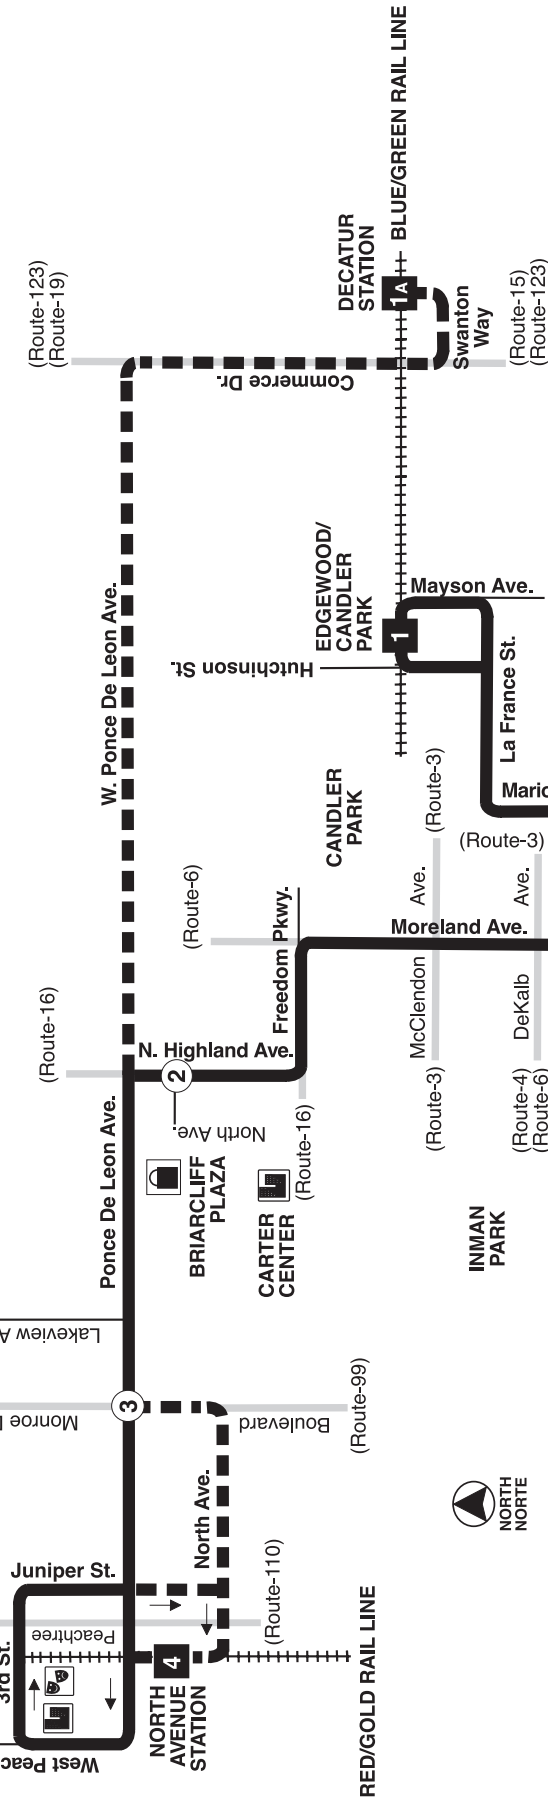 BLUE/GREEN RAIL LINE
(Route-123)
(Route-19)
DECATUR
STATION
1A
Swanton
Way
(Route-15)
(Route-123)
Commerce Dr.
W. Ponce De Leon Ave.
EDGEWOOD/
CANDLER
PARK
1
Mayson Ave.
Hutchinson St.
La France St.
CANDLER
PARK
(Route-3)
(Route-3)
(Route-6)
Freedom Pkwy.
Moreland Ave.
McClendon Ave.
DeKalb Ave.
(Route-3)
(Route-4)
(Route-6)
(Route-16)
N. Highland Ave.
2
North Ave.
(Route-16)
Ponce De Leon Ave.
BRIARCLIFF
PLAZA
CARTER
CENTER
INMAN
PARK
Lakeview
3
Monroe
Boulevard
(Route-99)
North Ave.
NORTH
NORTE
Juniper St.
(Route-110)
Peachtree
3rd St.
4
NORTH
AVENUE
STATION
West
RED/GOLD RAIL LINE